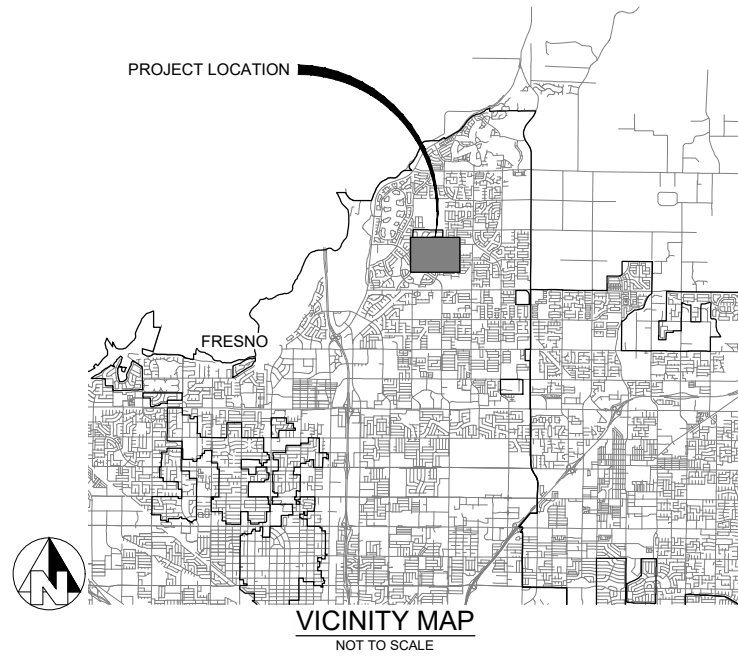 PROJECT LOCATION
FRESNO
N
VICINITY MAP
NOT TO SCALE